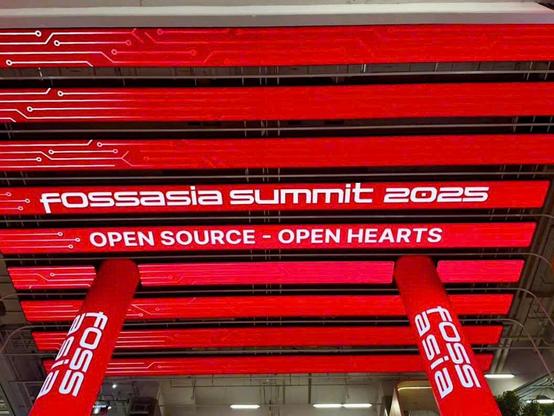 fossasia summit 2025
OPEN SOURCE - OPEN HEARTS
foss
asia
foss
asia